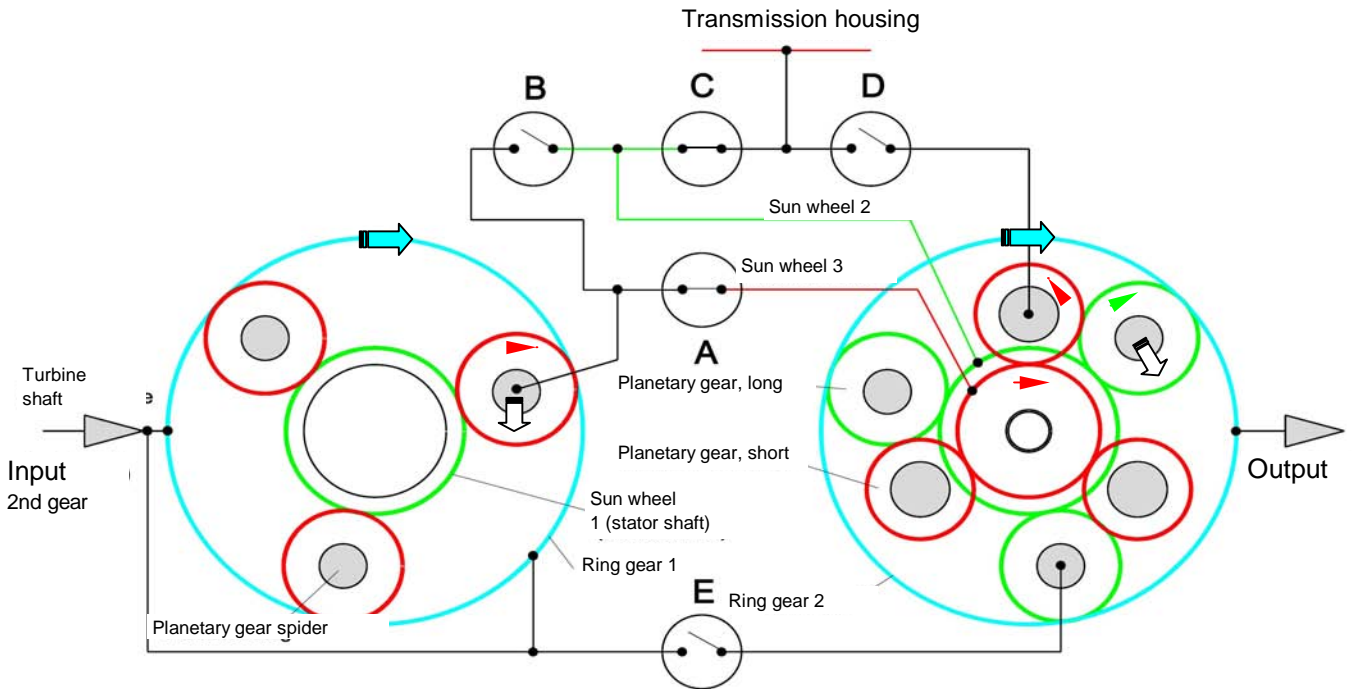 Transmission housing
B
C
D
Sun wheel 2
Sun wheel 3
A
Turbine
shaft
Planetary gear, long
Planetary gear, short
Input
2nd gear
Output
Sun wheel
1 (stator shaft)
Ring gear 1
E
Ring gear 2
Planetary gear spider